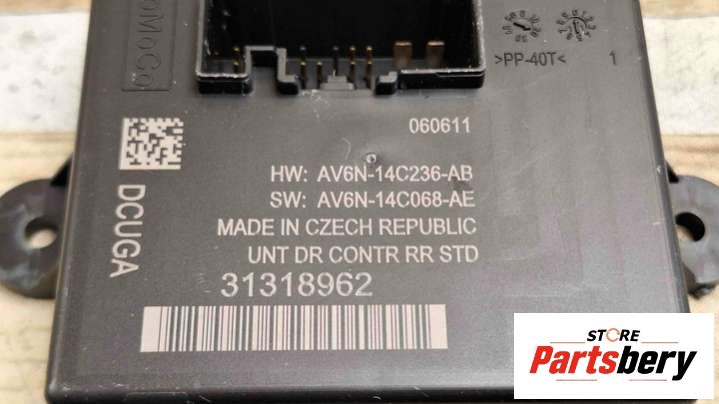 FoMoCo
>PP-40T<
1
060611
HW: AV6N-14C236-AB
SW: AV6N-14C068-AE
MADE IN CZECH REPUBLIC
UNT DR CONTR RR STD
31318962
DCUGA
STORE
Partsbery